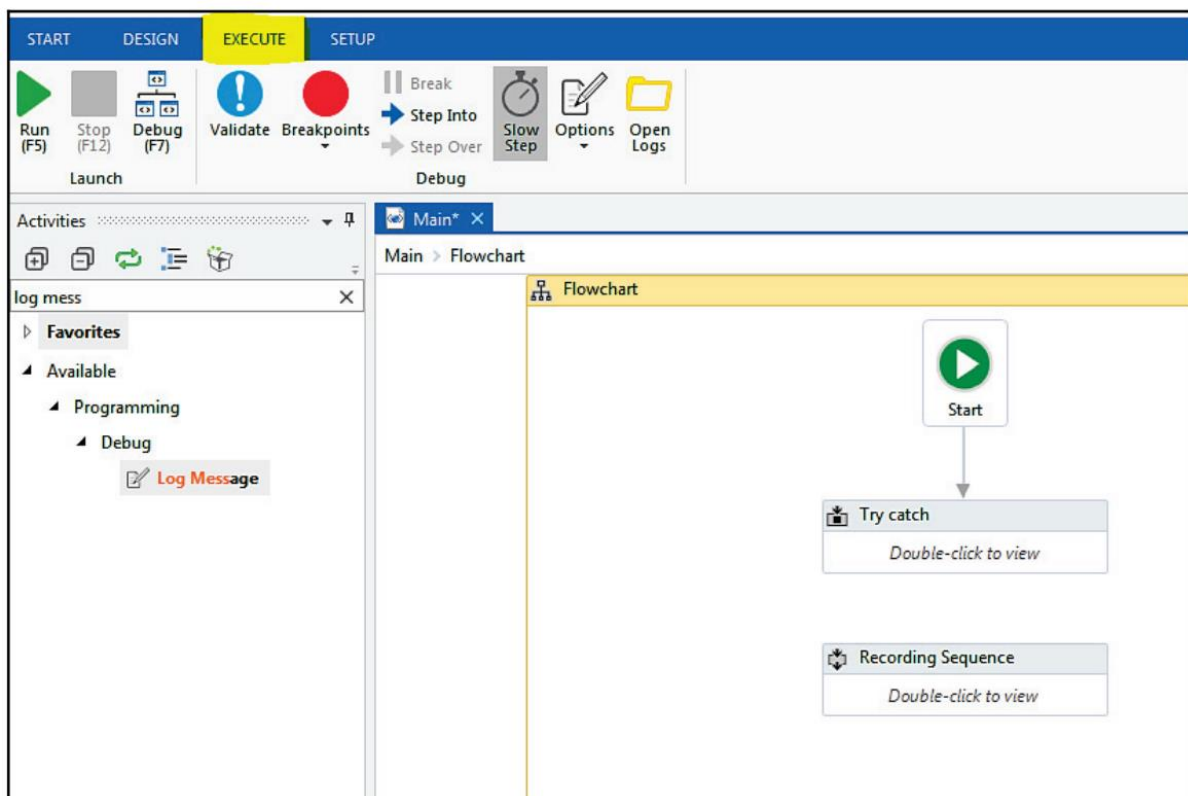 START DESIGN EXECUTE SETUP
Run
(F5)
Stop
(F12)
Debug
(F7)
Launch
Validate
Breakpoints
Break
Step Into
Step Over
Slow
Step
Options
Open
Logs
Debug
Activities
log mess
Favorites
Available
Programming
Debug
Log Message
Main*
Main > Flowchart
Flowchart
Start
Try catch
Double-click to view
Recording Sequence
Double-click to view